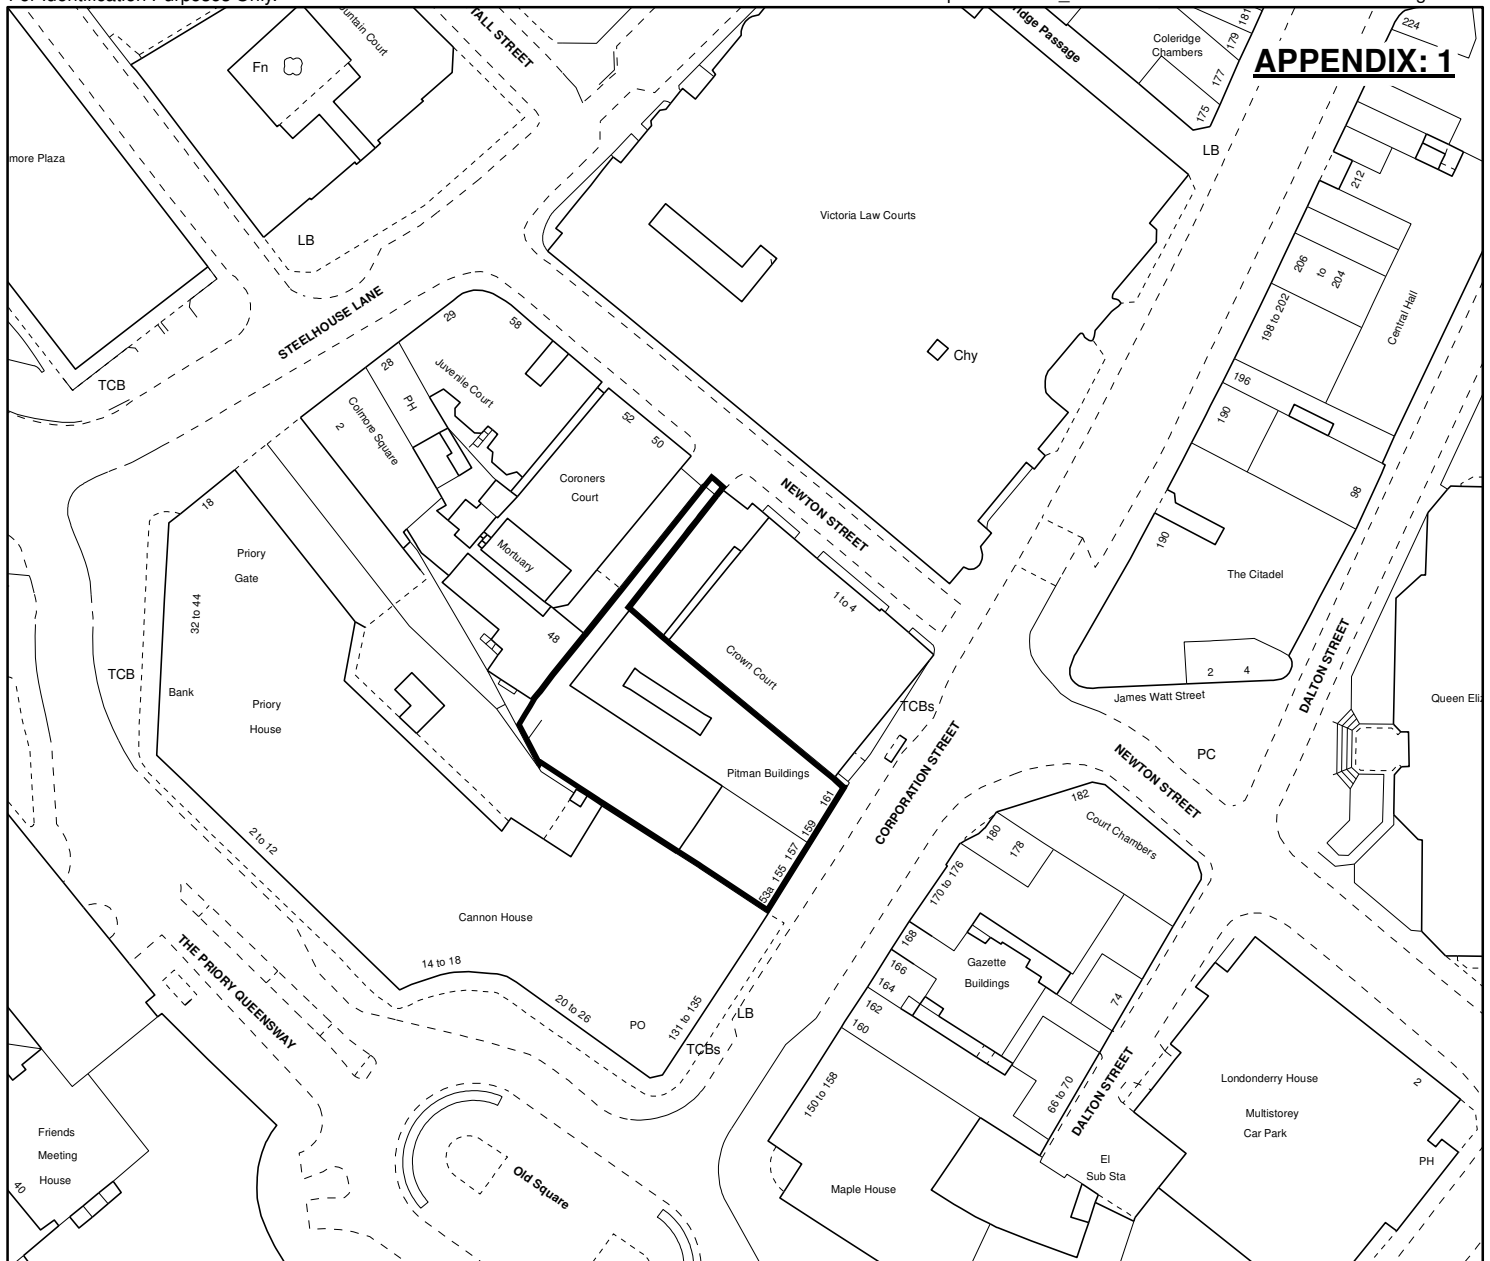 For Identification Purposes Only.
APPENDIX: 1
Fn
Coleridge
Chambers
181
179
177
175
224
LB
212
Victoria Law Courts
LB
206
to
204
198 to 202
Central Hall
STEELHOUSE LANE
TCB
29
58
28
PH
Juvenile Court
Colmore Square
2
52
50
Chy
196
190
98
190
The Citadel
Coroners
Court
Mortuary
NEWTON STREET
18
Priory
Gate
32 to 44
1 to 4
Crown Court
48
TCB
Bank
Priory
House
TCBs
2
4
James Watt Street
DALTON STREET
PC
NEWTON STREET
CORPORATION STREET
Pitman Buildings
161
159
157
155
53a
182
Court Chambers
180
178
170 to 176
168
166
164
162
160
Gazette
Buildings
74
2 to 12
Cannon House
14 to 18
20 to 26
PO
131 to 135
LB
TCBs
THE PRIORY QUEENSWAY
150 to 158
66 to 70
DALTON STREET
Londonderry House
Multistorey
Car Park
2
PH
El
Sub Sta
Maple House
Old Square
Friends
Meeting
House
40